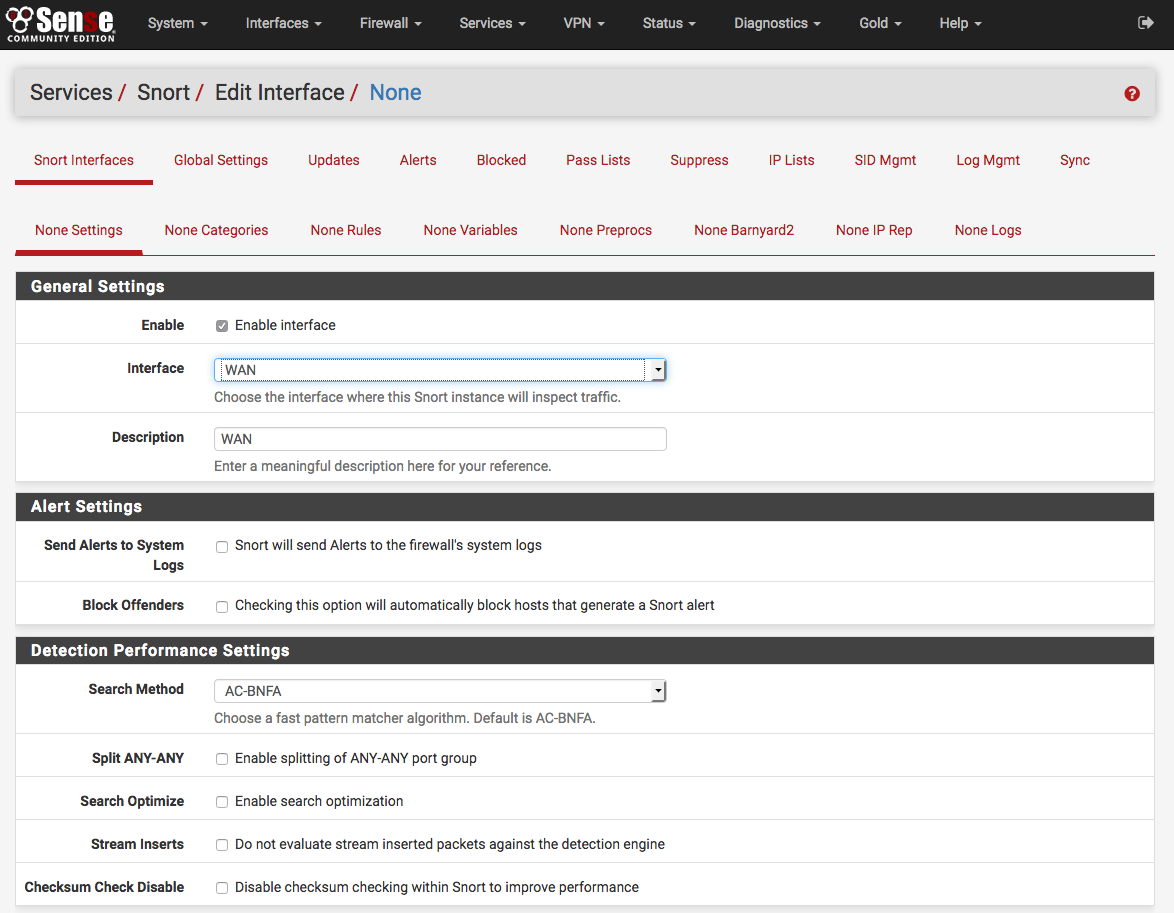 Sense
COMMUNITY EDITION
System Interfaces Firewall Services VPN Status Diagnostics Gold Help
Services / Snort / Edit Interface / None
Snort Interfaces Global Settings Updates Alerts Blocked Pass Lists Suppress IP Lists SID Mgmt Log Mgmt Sync
None Settings None Categories None Rules None Variables None Preprocs None Barnyard2 None IP Rep None Logs
General Settings
Enable Enable interface
Interface WAN
Choose the interface where this Snort instance will inspect traffic.
Description WAN
Enter a meaningful description here for your reference.
Alert Settings
Send Alerts to System Snort will send Alerts to the firewall's system logs
Logs
Block Offenders Checking this option will automatically block hosts that generate a Snort alert
Detection Performance Settings
Search Method AC-BNFA
Choose a fast pattern matcher algorithm. Default is AC-BNFA.
Split ANY-ANY Enable splitting of ANY-ANY port group
Search Optimize Enable search optimization
Stream Inserts Do not evaluate stream inserted packets against the detection engine
Checksum Check Disable Disable checksum checking within Snort to improve performance